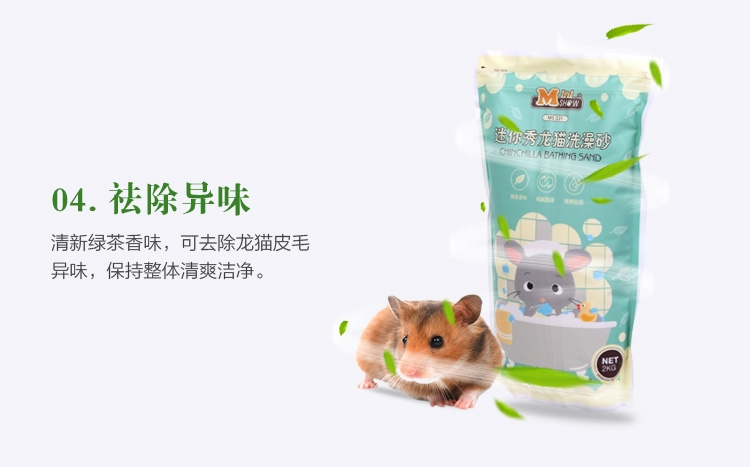 04. 祛除异味
清新绿茶香味，可去除龙猫皮毛
异味，保持整体清爽洁净。
Mini
SHOW
迷你秀龙猫洗澡砂
CHINCHILLA BATHING SAND
NET
2KG